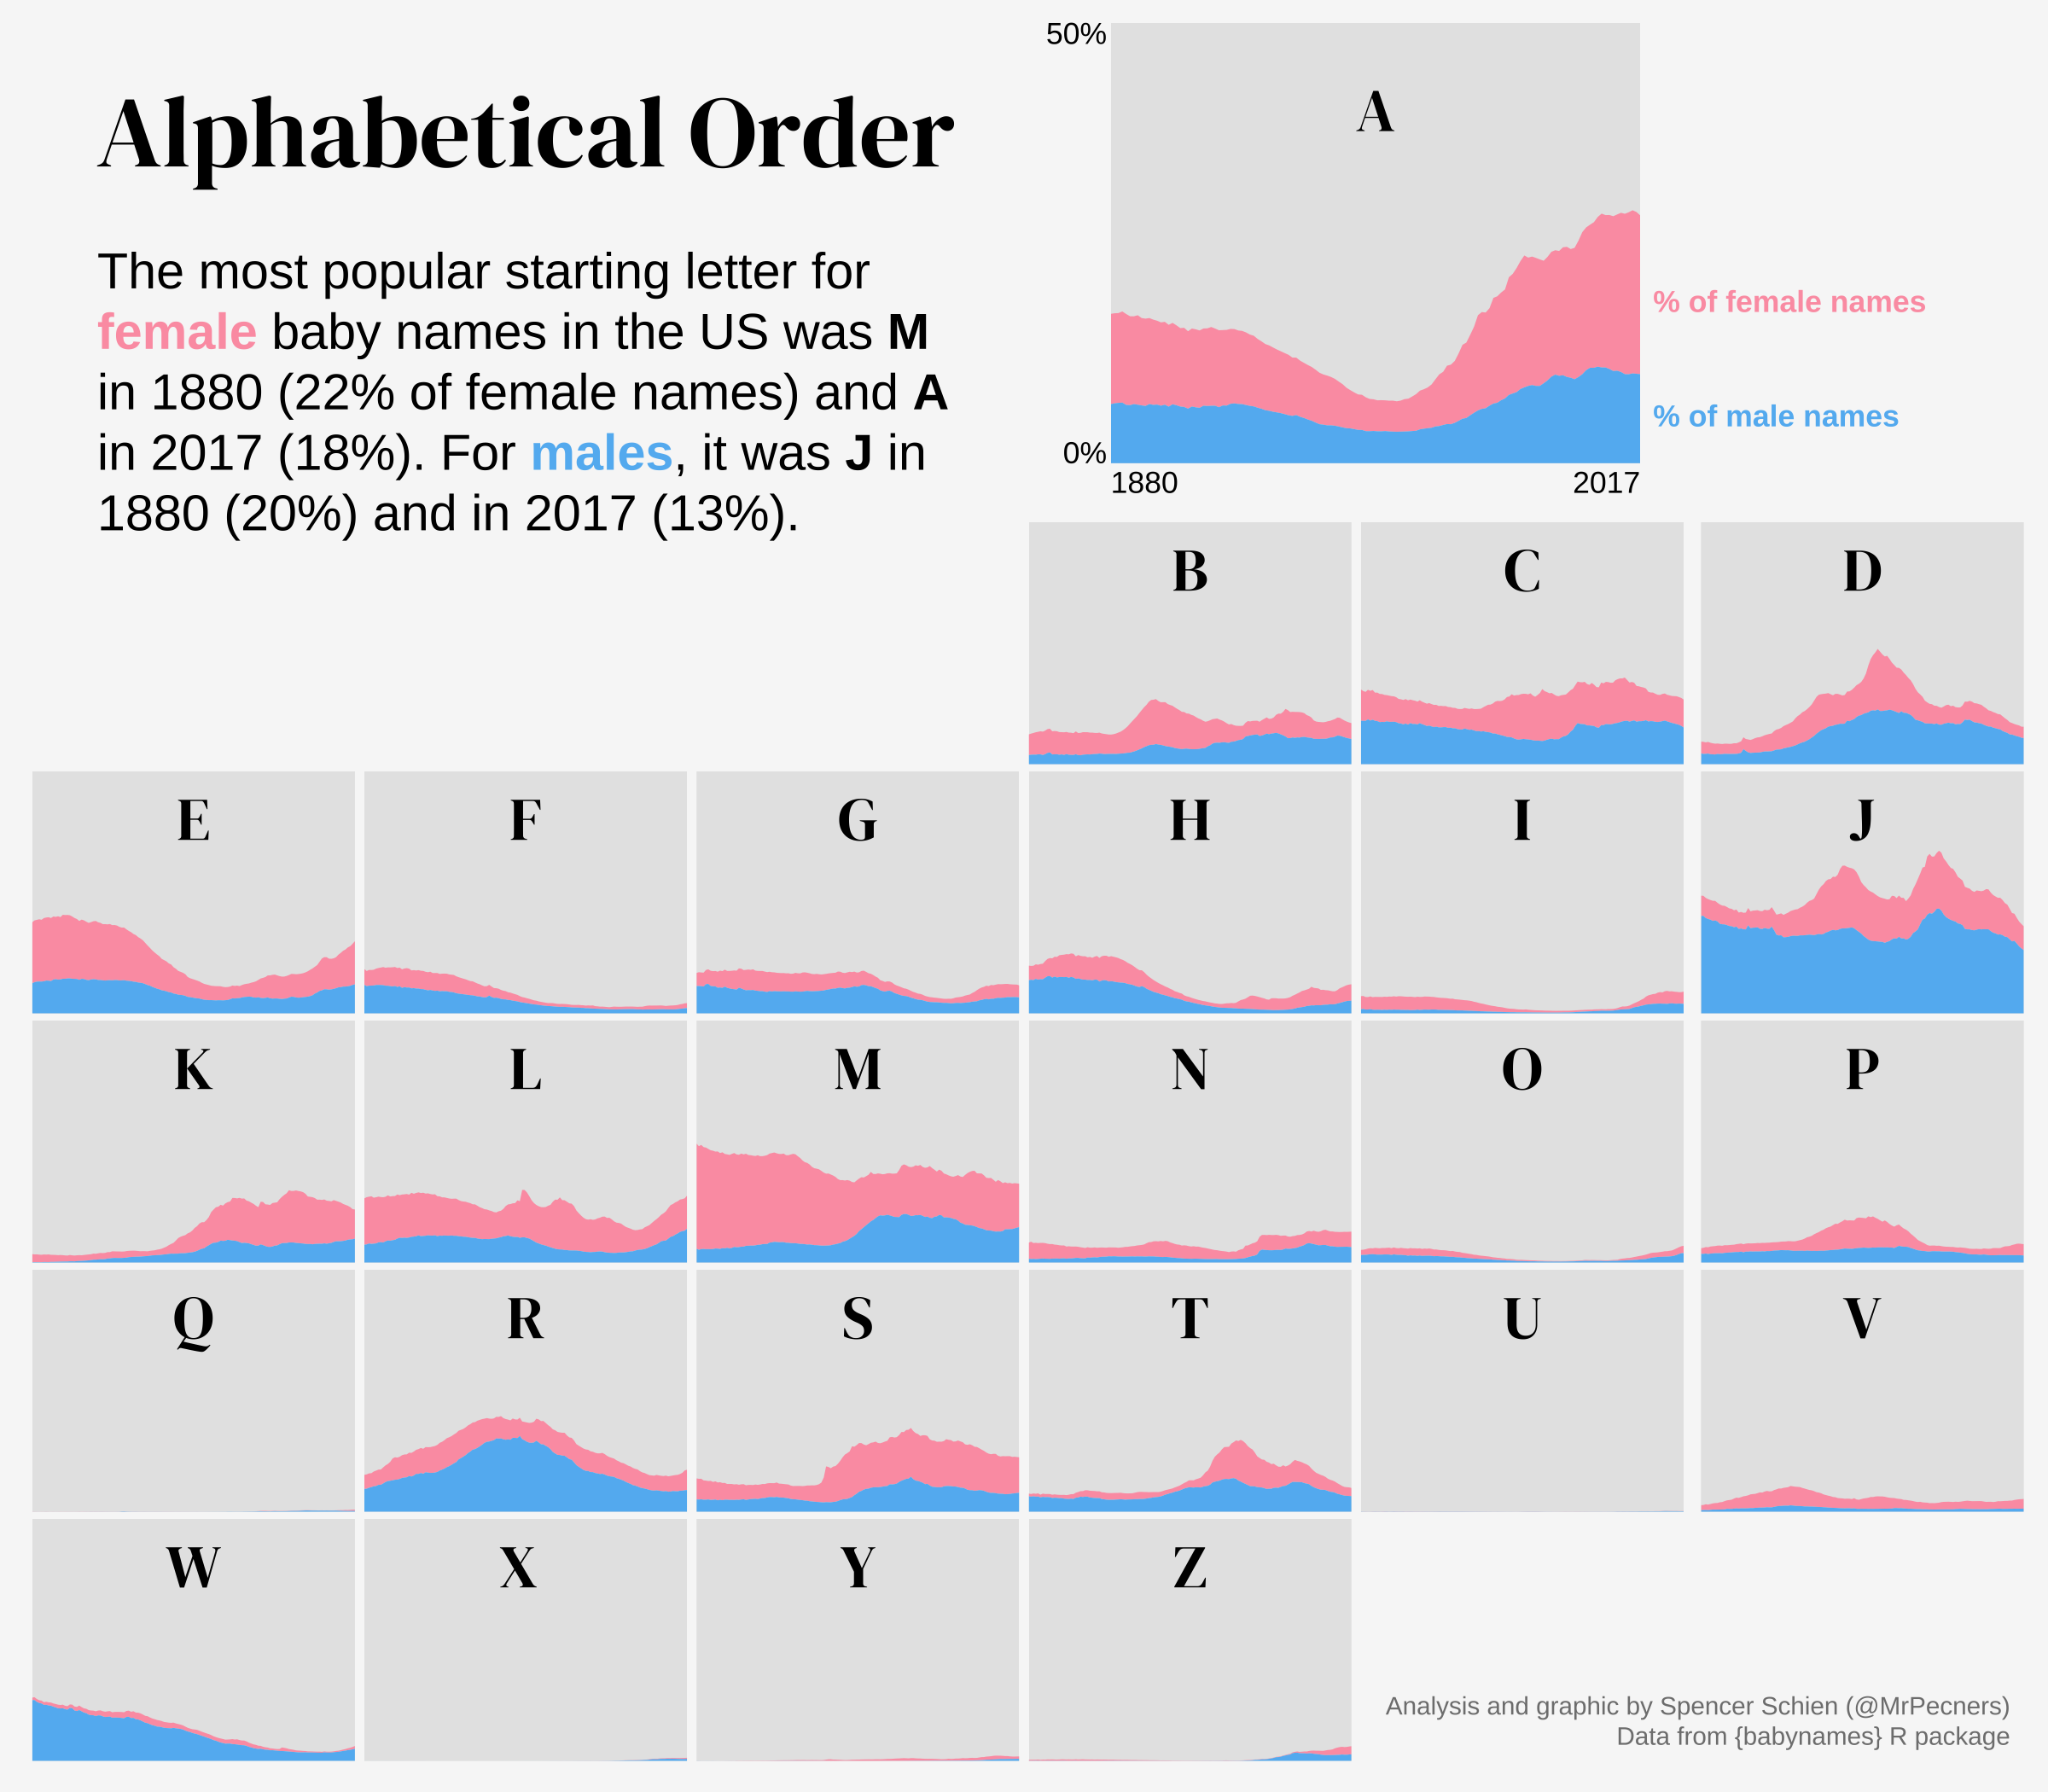 Alphabetical Order
The most popular starting letter for
female baby names in the US was M
in 1880 (22% of female names) and A
in 2017 (18%). For males, it was J in
1880 (20%) and in 2017 (13%).
50%
A
% of female names
% of male names
0%
1880 2017
B C D
E F G H I J
K L M N O P
Q R S T U V
W X Y Z
Analysis and graphic by Spencer Schien (@MrPecners)
Data from {babynames} R package